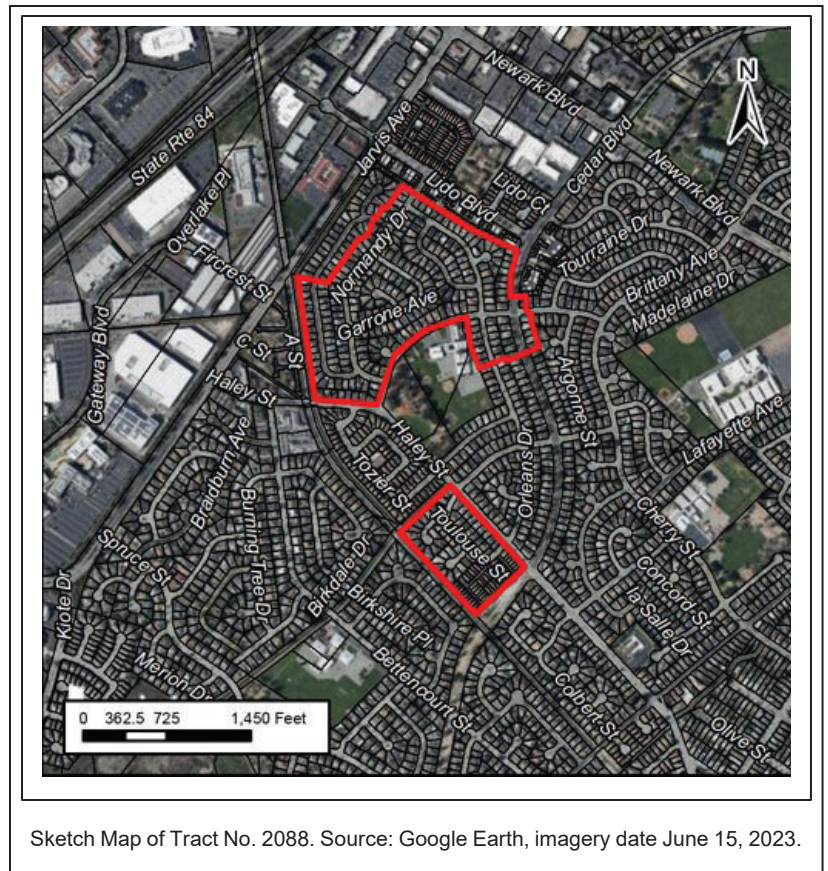 N
Newark Blvd
State Rte 84
Jarvis Ave
Cedar Blvd
Newark Blvd
Lido Blvd
Lido Ct
Overlake Pl
Normandy Dr
Tourraine Dr
Fircrest St
Brittany Ave
Madelaine Dr
Garrone Ave
Gateway Blvd
C St
A St
Haley St
Argonne St
Lafayette Ave
Haley St
Braidburn Ave
Orleans Dr
Tozier St
Burning Tree Dr
Toulouse St
Cherry St
Spruce St
Birkdale Dr
Concord St
Kiote Dr
Birkshire Pl
la Salle Dr
Merion Dr
Bettencourt St
Colbert St
Olive St
0 362.5 725 1,450 Feet
Sketch Map of Tract No. 2088. Source: Google Earth, imagery date June 15, 2023.